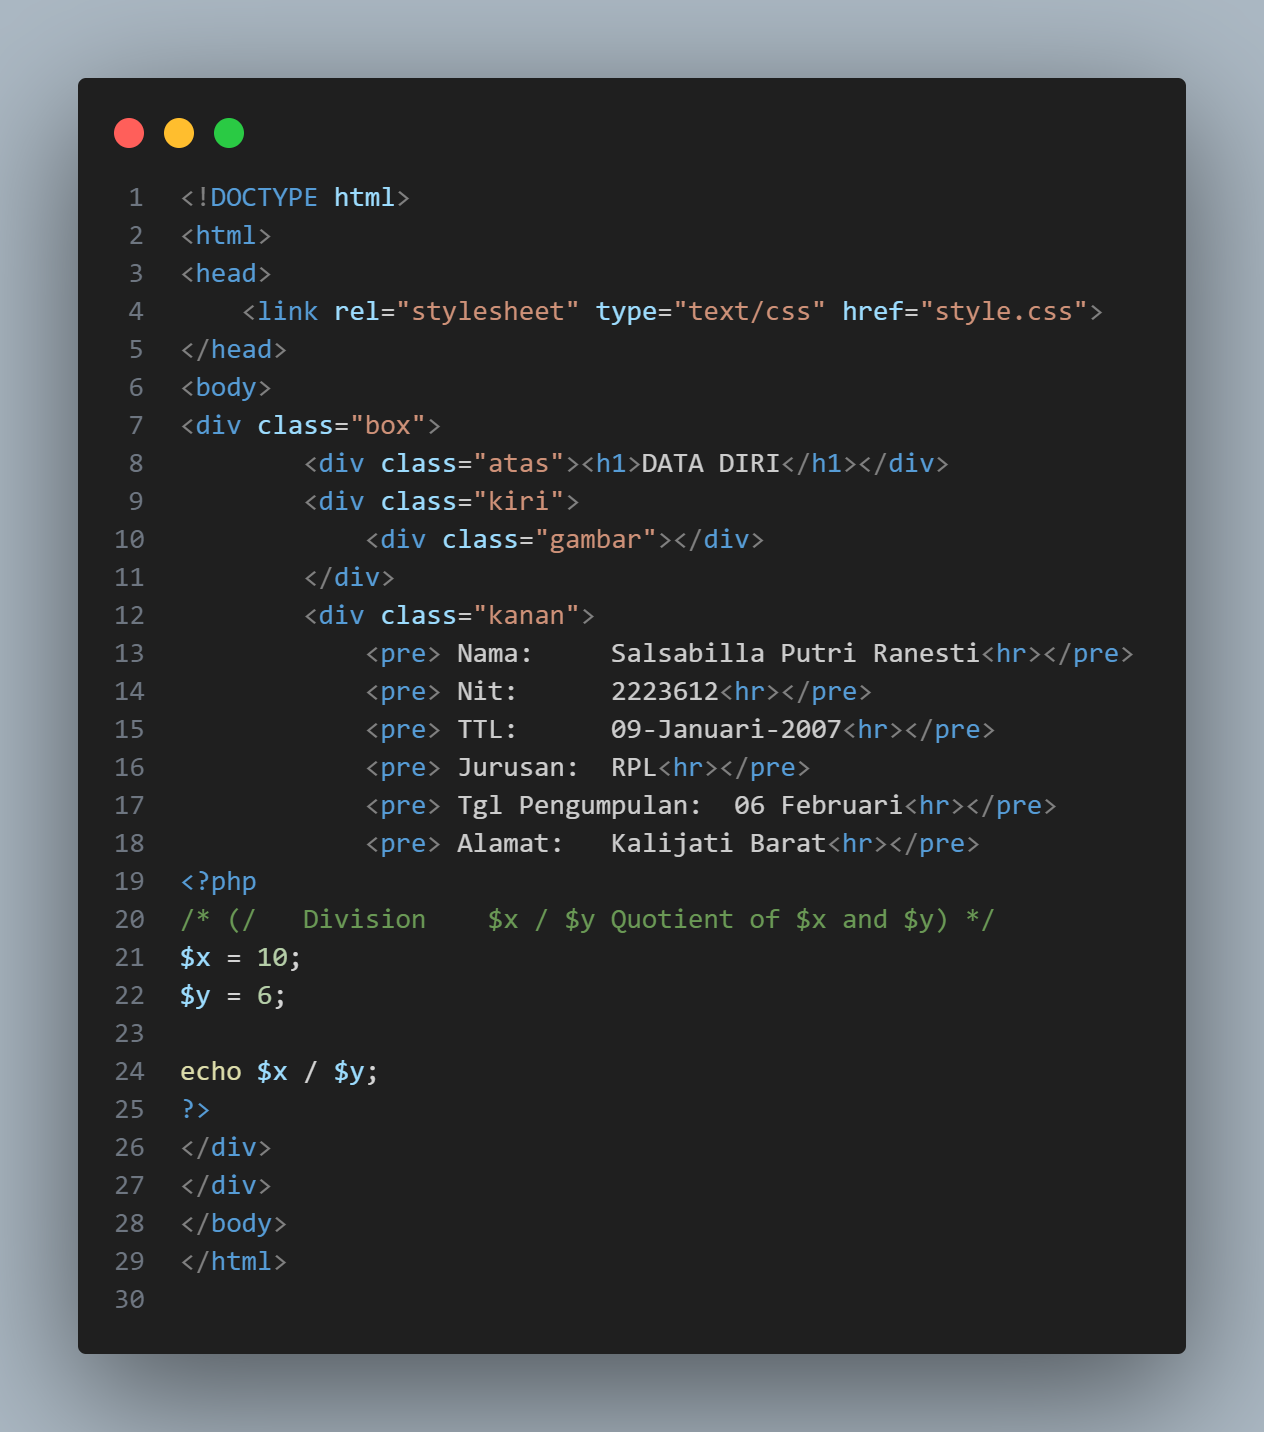 1 <!DOCTYPE html>
2 <html>
3 <head>
4     <link rel="stylesheet" type="text/css" href="style.css">
5 </head>
6 <body>
7 <div class="box">
8         <div class="atas"><h1>DATA DIRI</h1></div>
9         <div class="kiri">
10             <div class="gambar"></div>
11         </div>
12         <div class="kanan">
13             <pre> Nama:     Salsabilla Putri Ranesti<hr></pre>
14             <pre> Nit:      2223612<hr></pre>
15             <pre> TTL:      09-Januari-2007<hr></pre>
16             <pre> Jurusan:  RPL<hr></pre>
17             <pre> Tgl Pengumpulan:  06 Februari<hr></pre>
18             <pre> Alamat:   Kalijati Barat<hr></pre>
19 <?php
20 /* (/   Division    $x / $y Quotient of $x and $y) */
21 $x = 10;
22 $y = 6;
23
24 echo $x / $y;
25 ?>
26 </div>
27 </div>
28 </body>
29 </html>
30